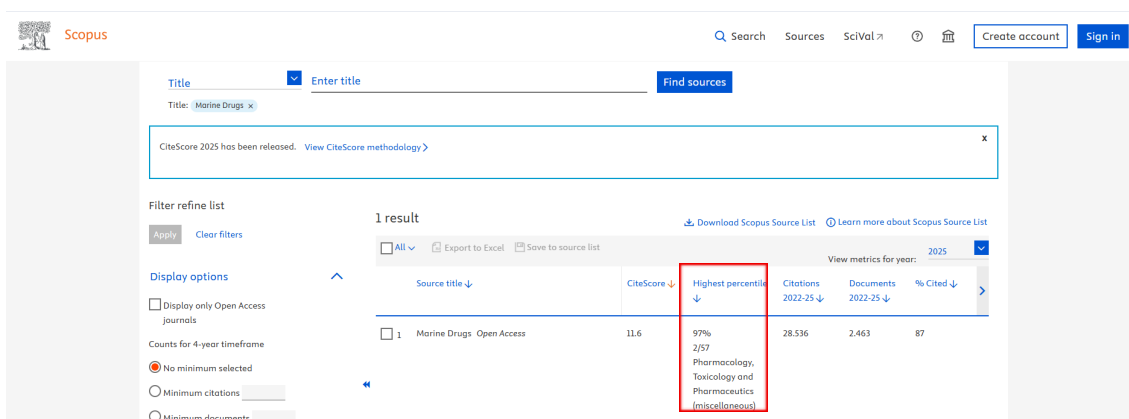 Scopus
Search Sources SciVal Create account Sign in
Title Enter title Find sources
Title: Marine Drugs x
CiteScore 2025 has been released. View CiteScore methodology x
Filter refine list
Apply Clear filters
1 result
Download Scopus Source List Learn more about Scopus Source List
All Export to Excel Save to source list
View metrics for year: 2025
Display options
Display only Open Access
journals
Counts for 4-year timeframe
No minimum selected
Minimum citations
Minimum documents
Source title CiteScore Highest percentile Citations
2022-25 Documents
2022-25 % Cited
1 Marine Drugs Open Access 11.6 97% 28.536 2.463 87
2/57
Pharmacology,
Toxicology and
Pharmaceutics
(miscellaneous)